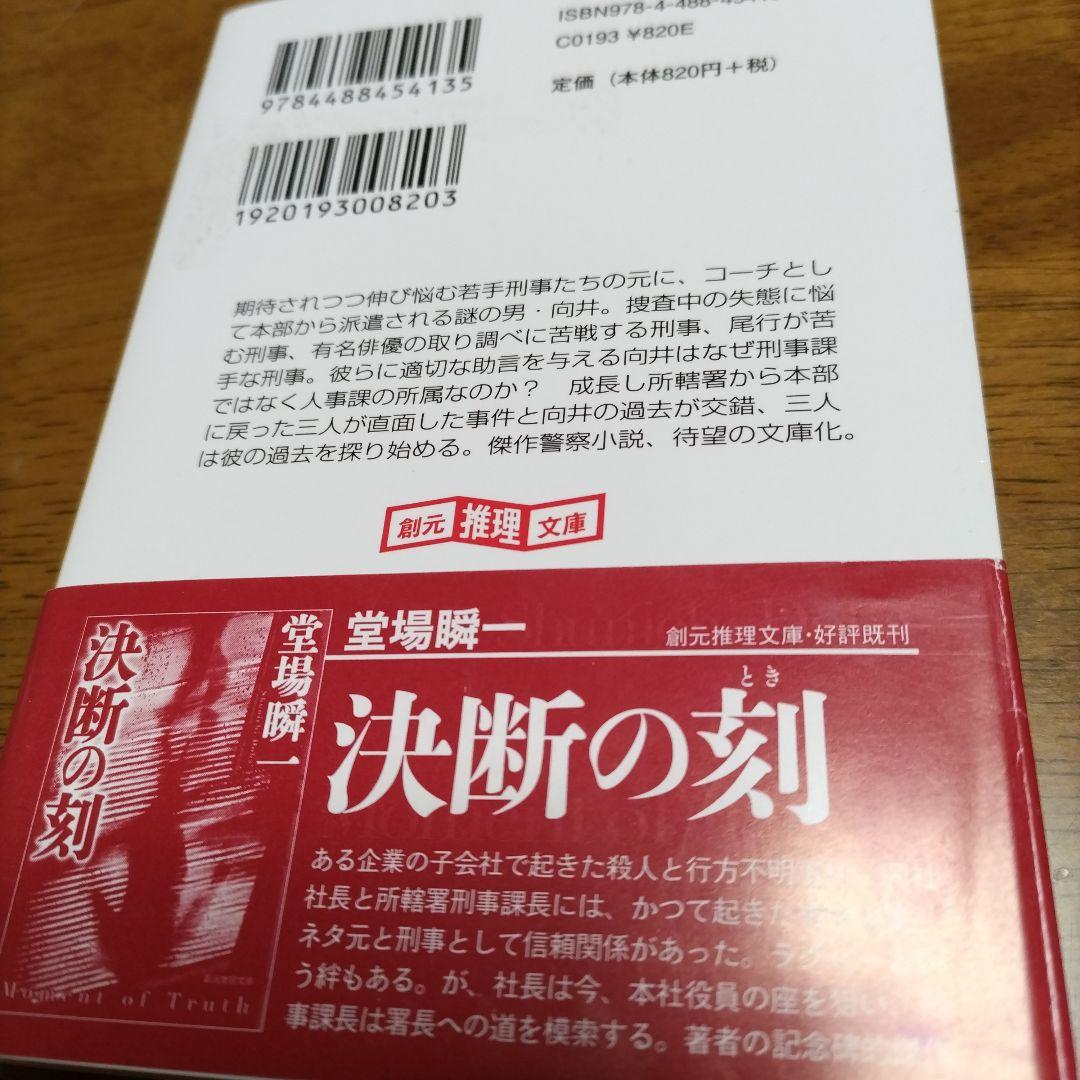 ISBN978-4-488-454
C0193 ¥820E
定価（本体820円＋税）
9784488454135
1920193008203
期待されつつ伸び悩む若手刑事たちの元に、コーチとし
て本部から派遣される謎の男・向井。捜査中の失態に悩
む刑事、有名俳優の取り調べに苦戦する刑事、尾行が苦
手な刑事。彼らに適切な助言を与える向井はなぜ刑事課
ではなく人事課の所属なのか？　成長し所轄署から本部
に戻った三人が直面した事件と向井の過去が交錯、三人
は彼の過去を探り始める。傑作警察小説、待望の文庫化。
創元 推理 文庫
堂場瞬一
決断の刻
Moment of Truth
堂場瞬一
創元推理文庫・好評既刊
とき
決断の刻
ある企業の子会社で起きた殺人と行方不明
社長と所轄署刑事課長には、かつて起きた
ネタ元と刑事として信頼関係があった。ラグ
う絆もある。が、社長は今、本社役員の座を狙い
事課長は署長への道を模索する。著者の記念碑的